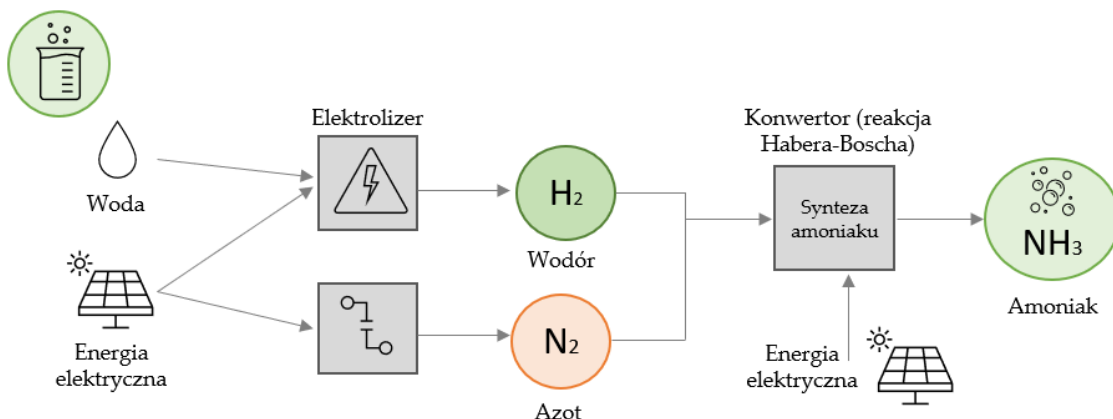 Elektrolizer
Konwertor (reakcja
Habera-Boscha)
Woda
H2
Wodór
Synteza
amoniaku
NH3
Amoniak
Energia
elektryczna
N2
Azot
Energia
elektryczna